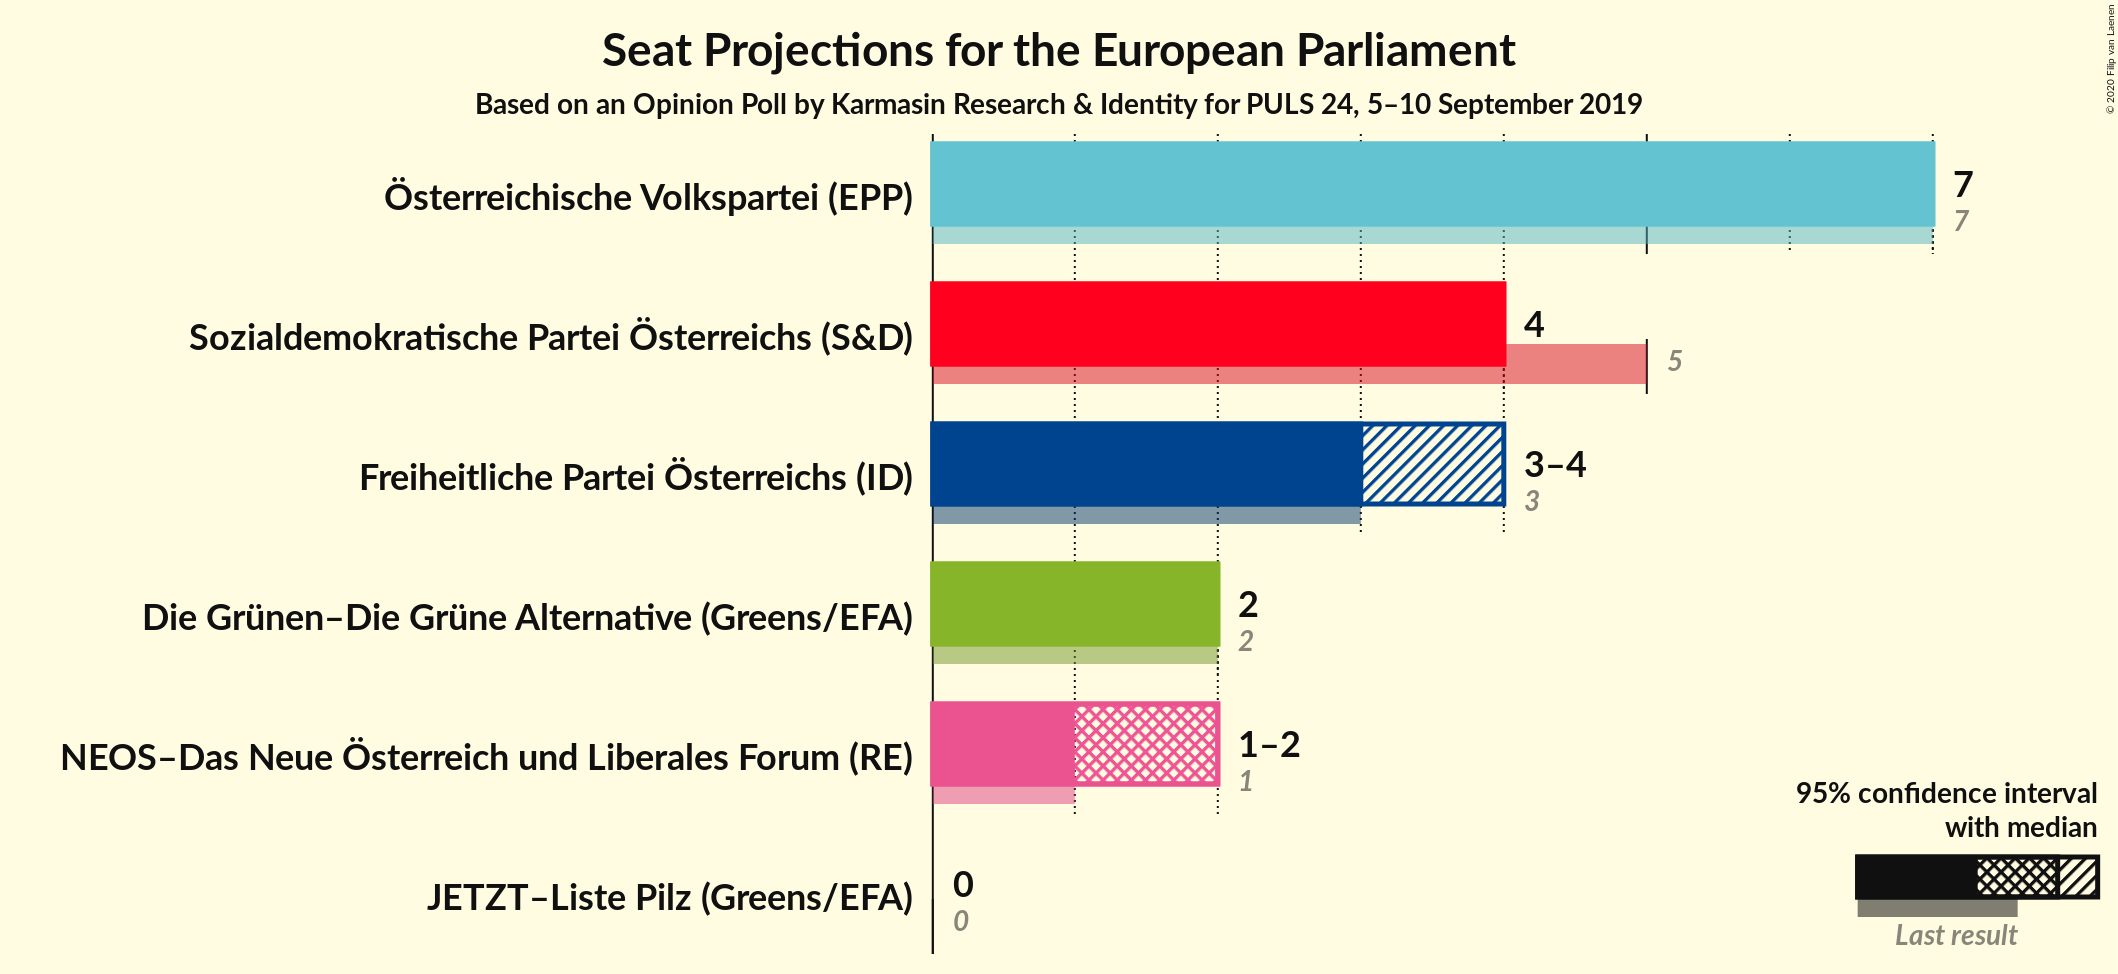 Seat Projections for the European Parliament
Based on an Opinion Poll by Karmasin Research & Identity for PULS 24, 5–10 September 2019
© 2020 Filip van Laenen
Österreichische Volkspartei (EPP)
7
7
Sozialdemokratische Partei Österreichs (S&D)
4
5
Freiheitliche Partei Österreichs (ID)
3–4
3
Die Grünen–Die Grüne Alternative (Greens/EFA)
2
2
NEOS–Das Neue Österreich und Liberales Forum (RE)
1–2
1
JETZT–Liste Pilz (Greens/EFA)
0
0
95% confidence interval
with median
Last result